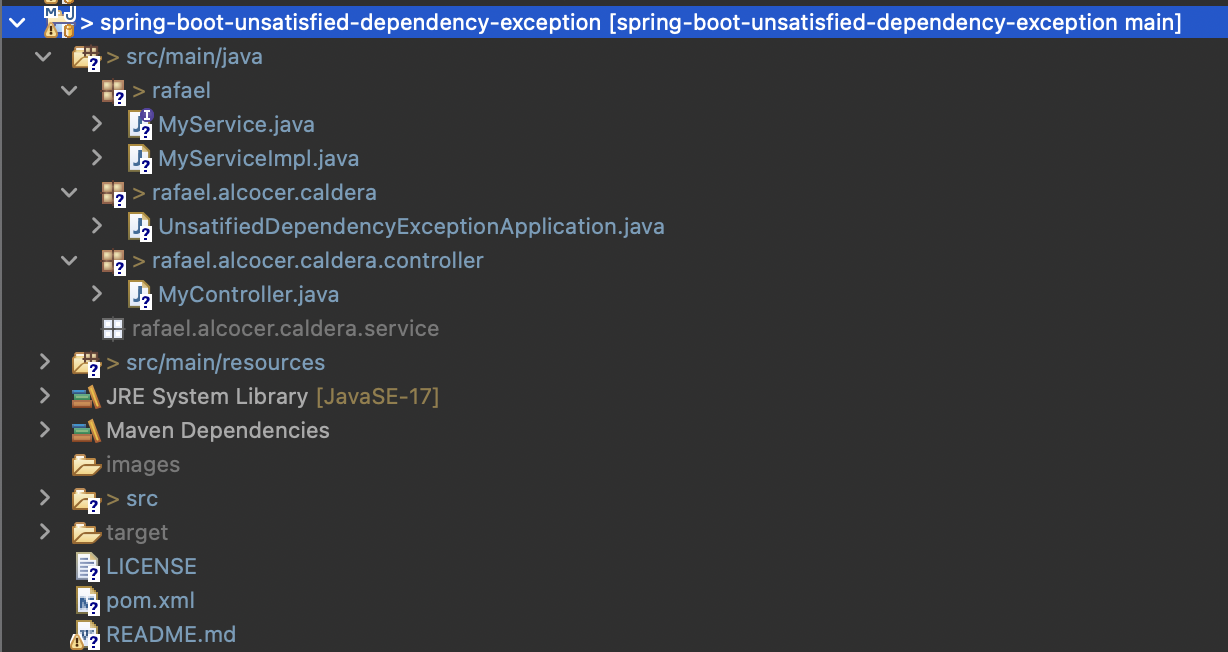 > spring-boot-unsatisfied-dependency-exception [spring-boot-unsatisfied-dependency-exception main]
> src/main/java
> rafael
MyService.java
MyServiceImpl.java
> rafael.alcocer.caldera
UnsatifiedDependencyExceptionApplication.java
> rafael.alcocer.caldera.controller
MyController.java
rafael.alcocer.caldera.service
> src/main/resources
JRE System Library [JavaSE-17]
Maven Dependencies
images
> src
target
LICENSE
pom.xml
README.md